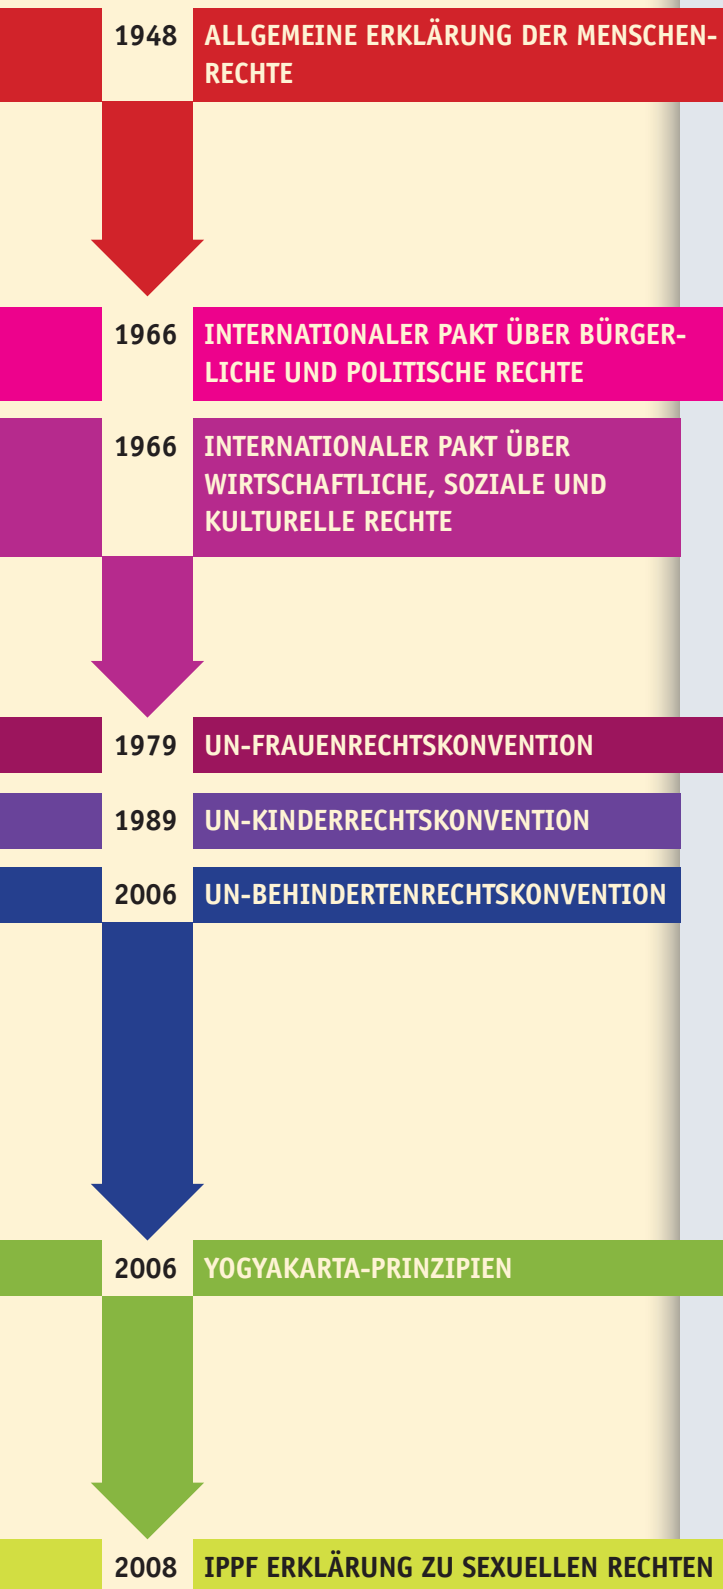 1948 ALLGEMEINE ERKLÄRUNG DER MENSCHEN-
RECHTE
1966 INTERNATIONALER PAKT ÜBER BÜRGER-
LICHE UND POLITISCHE RECHTE
1966 INTERNATIONALER PAKT ÜBER
WIRTSCHAFTLICHE, SOZIALE UND
KULTURELLE RECHTE
1979 UN-FRAUENRECHTSKONVENTION
1989 UN-KINDERRECHTSKONVENTION
2006 UN-BEHINDERTENRECHTSKONVENTION
2006 YOGYAKARTA-PRINZIPIEN
2008 IPPF ERKLÄRUNG ZU SEXUELLEN RECHTEN